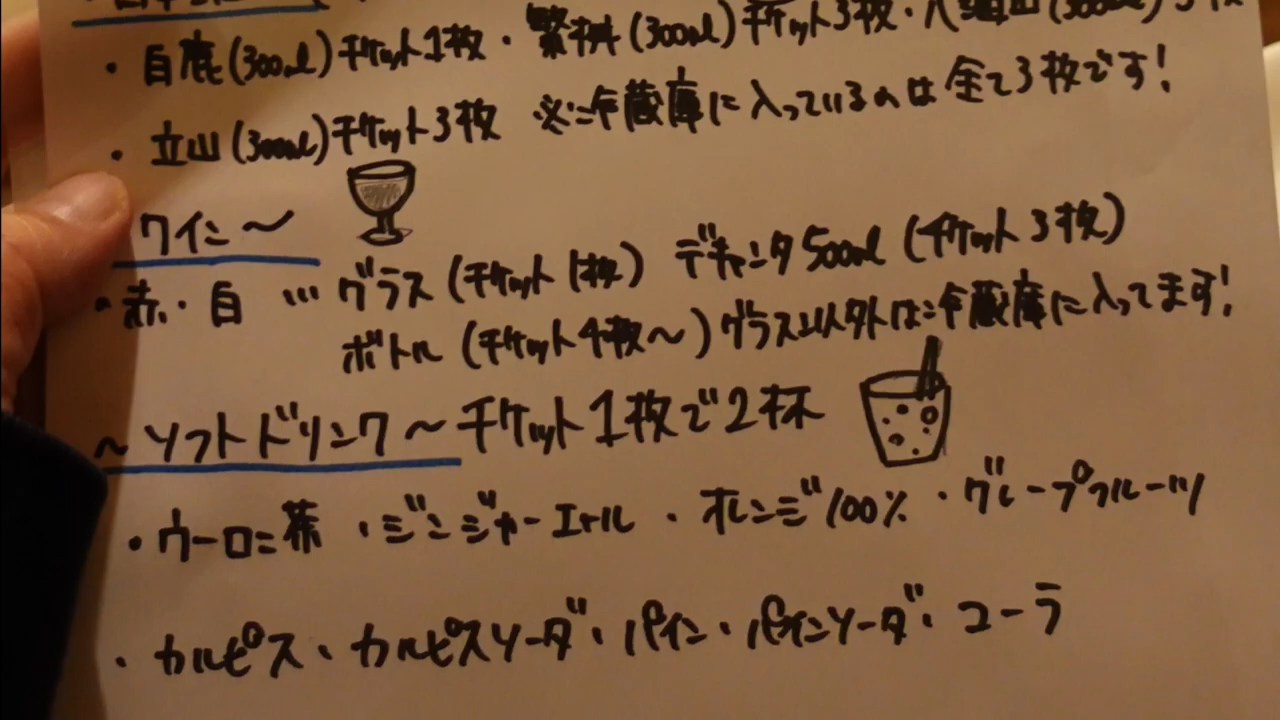 ・白鹿(300ml)チケット1枚・繁桝(300ml)チケット3枚・八海山(300ml)3枚
・立山(300ml)チケット3枚 ※冷蔵庫に入っているのは全て3枚です!
ワイン〜
・赤・白 … グラス(チケット1枚) デキャンタ500ml(チケット3枚)
ボトル(チケット4枚〜)グラス以外は冷蔵庫に入ってます!
〜ソフトドリンク〜チケット1枚で2杯
・ウーロン茶・ジンジャーエール・オレンジ100%・グレープフルーツ
・カルピス・カルピスソーダ・パイン・パインソーダ・コーラ